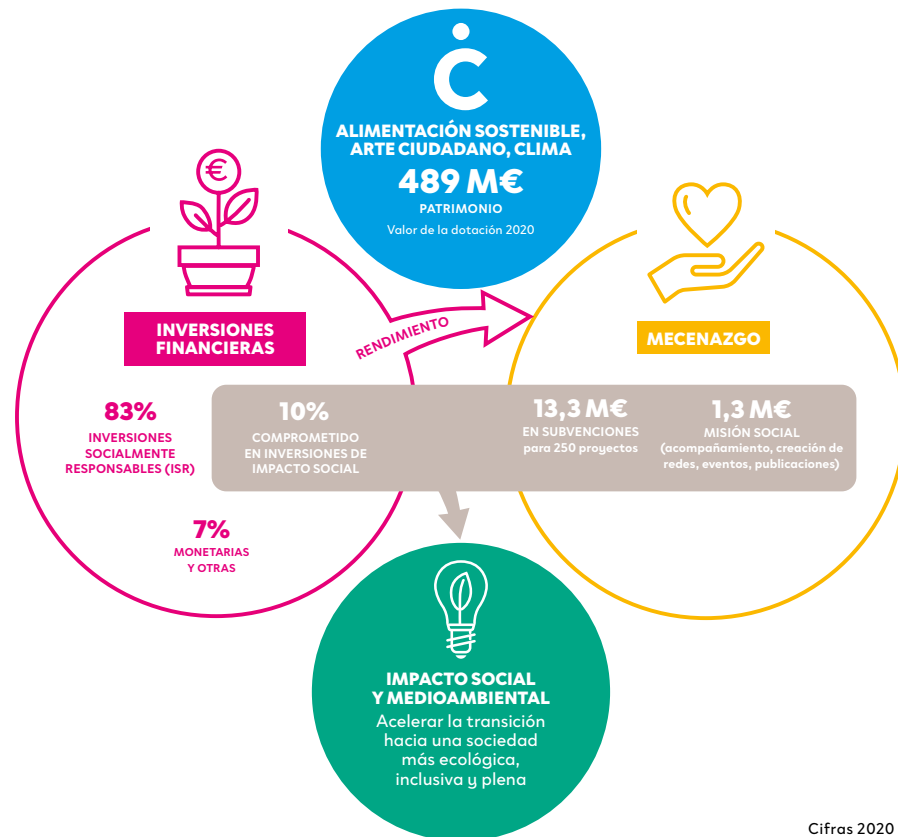 ċ
ALIMENTACIÓN SOSTENIBLE,
ARTE CIUDADANO, CLIMA
489 M€
PATRIMONIO
Valor de la dotación 2020
€
INVERSIONES
FINANCIERAS
RENDIMIENTO
MECENAZGO
83%
INVERSIONES
SOCIALMENTE
RESPONSABLES (ISR)
10%
COMPROMETIDO
EN INVERSIONES DE
IMPACTO SOCIAL
13,3 M€
EN SUBVENCIONES
para 250 proyectos
1,3 M€
MISIÓN SOCIAL
(acompañamiento, creación de
redes, eventos, publicaciones)
7%
MONETARIAS
Y OTRAS
IMPACTO SOCIAL
Y MEDIOAMBIENTAL
Acelerar la transición
hacia una sociedad
más ecológica,
inclusiva y plena
Cifras 2020